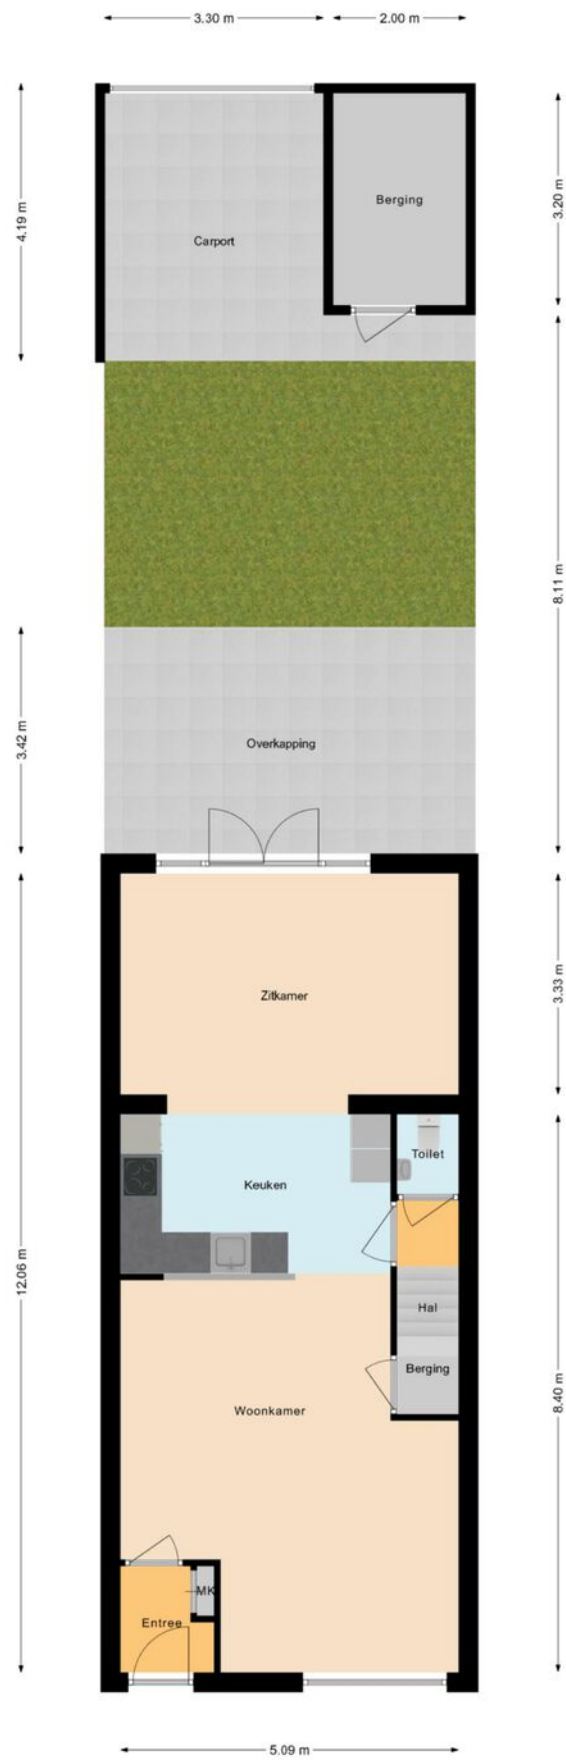 3.30 m
2.00 m
4.19 m
3.20 m
Berging
Carport
8.11 m
3.42 m
Overkapping
Zitkamer
3.33 m
Toilet
Keuken
12.06 m
Hal
Berging
8.40 m
Woonkamer
MK
Entree
5.09 m